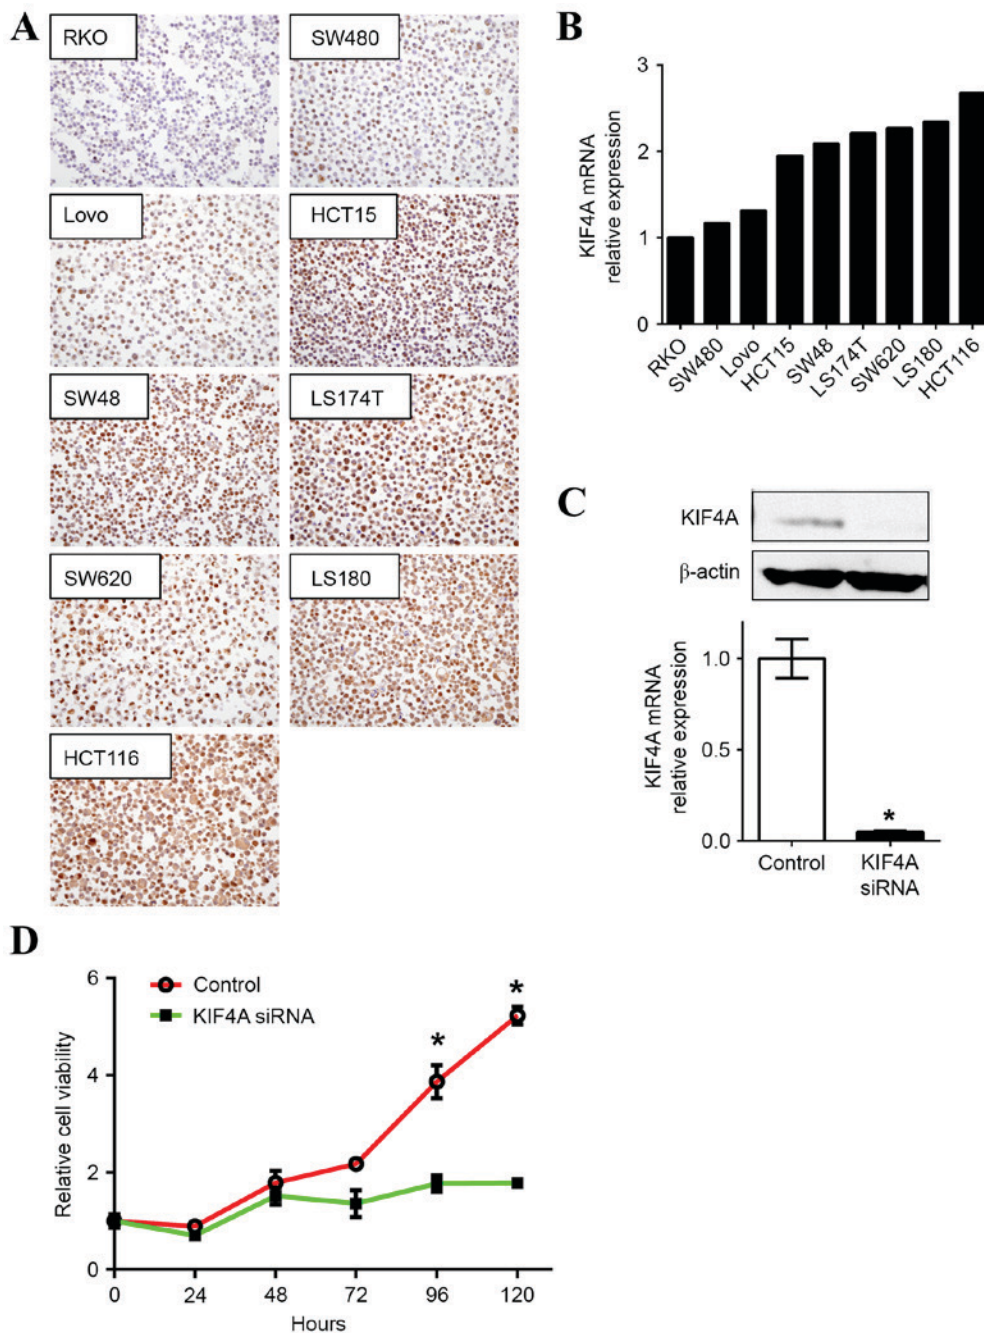 A
RKO
SW480
Lovo
HCT15
SW48
LS174T
SW620
LS180
HCT116
B
KIF4A mRNA
relative expression
3
2
1
0
RKO
SW480
Lovo
HCT15
SW48
LS174T
SW620
LS180
HCT116
C
KIF4A
β-actin
KIF4A mRNA
relative expression
1.0
0.5
0.0
*
Control
KIF4A
siRNA
D
Relative cell viability
6
4
2
0
Control
KIF4A siRNA
*
*
0
24
48
72
96
120
Hours